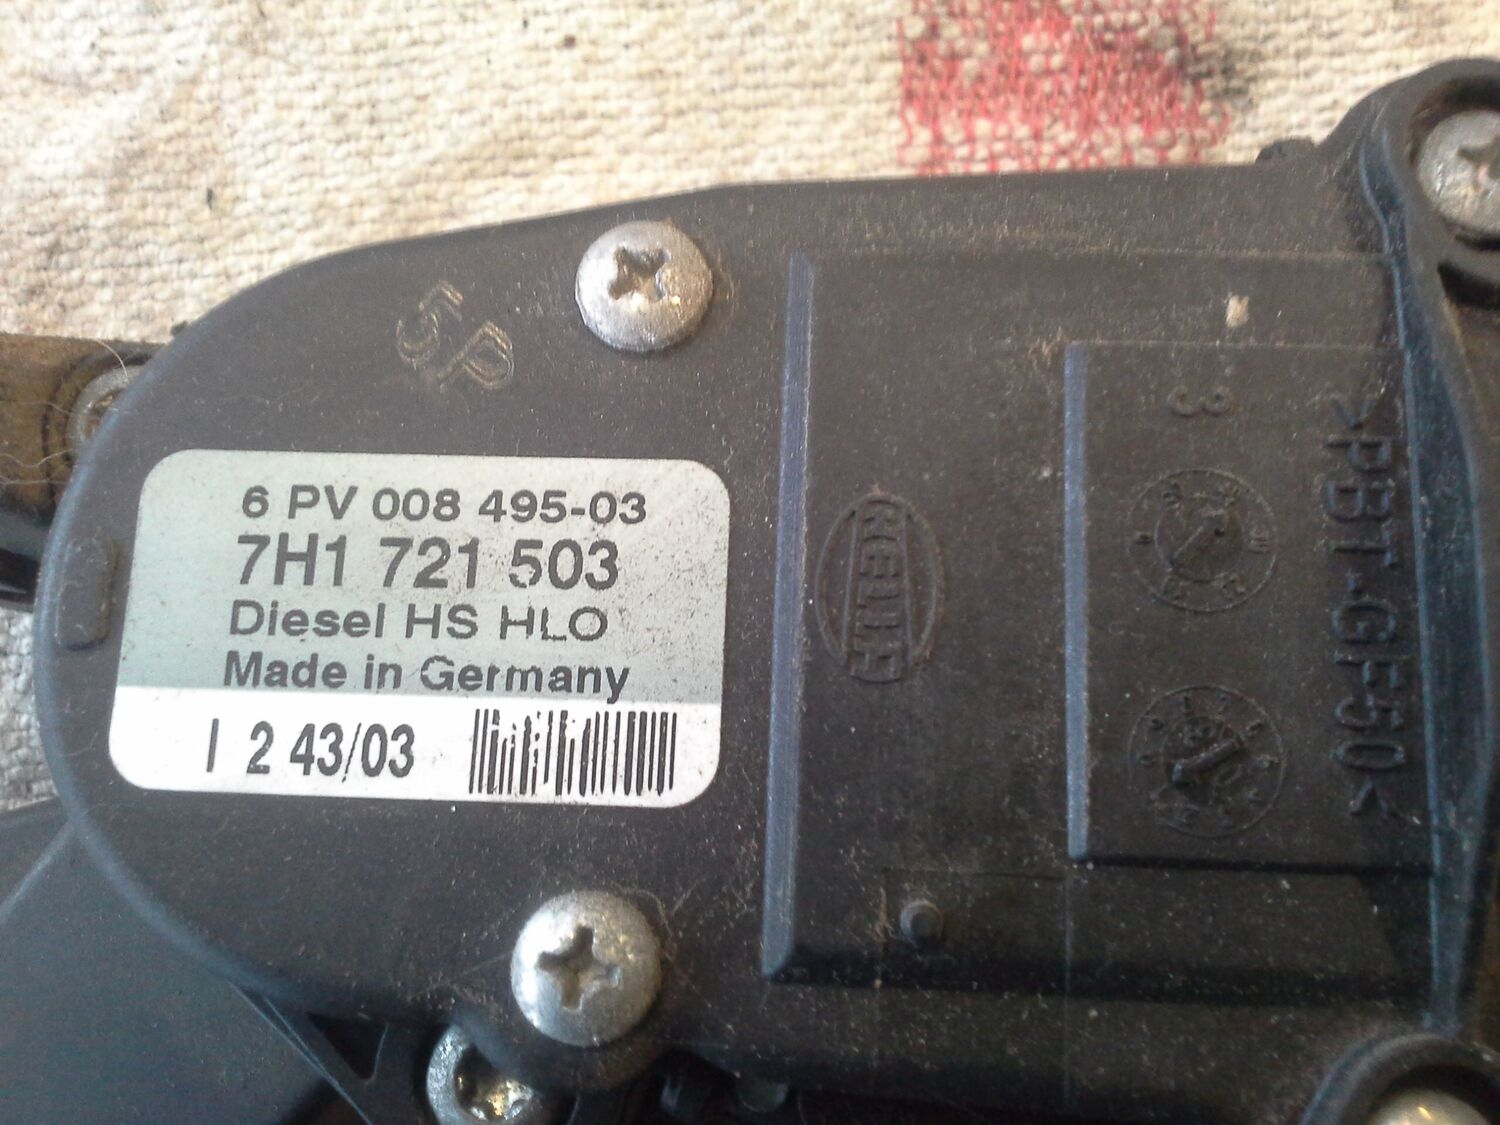 5P
6 PV 008 495-03
7H1 721 503
Diesel HS HLO
Made in Germany
I 2 43/03
HELLA
3
>PBT-GF50<